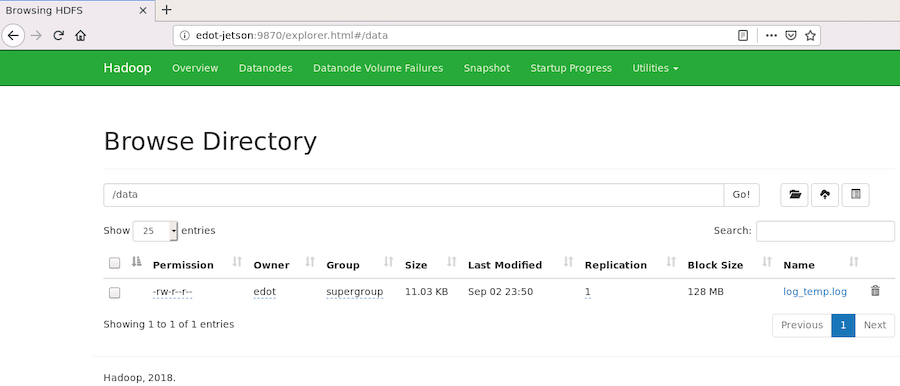 Browsing HDFS
edot-jetson:9870/explorer.html#/data
Hadoop Overview Datanodes Datanode Volume Failures Snapshot Startup Progress Utilities
Browse Directory
/data Go!
Show 25 entries Search:
Permission Owner Group Size Last Modified Replication Block Size Name
-rw-r--r-- edot supergroup 11.03 KB Sep 02 23:50 1 128 MB log_temp.log
Showing 1 to 1 of 1 entries Previous 1 Next
Hadoop, 2018.